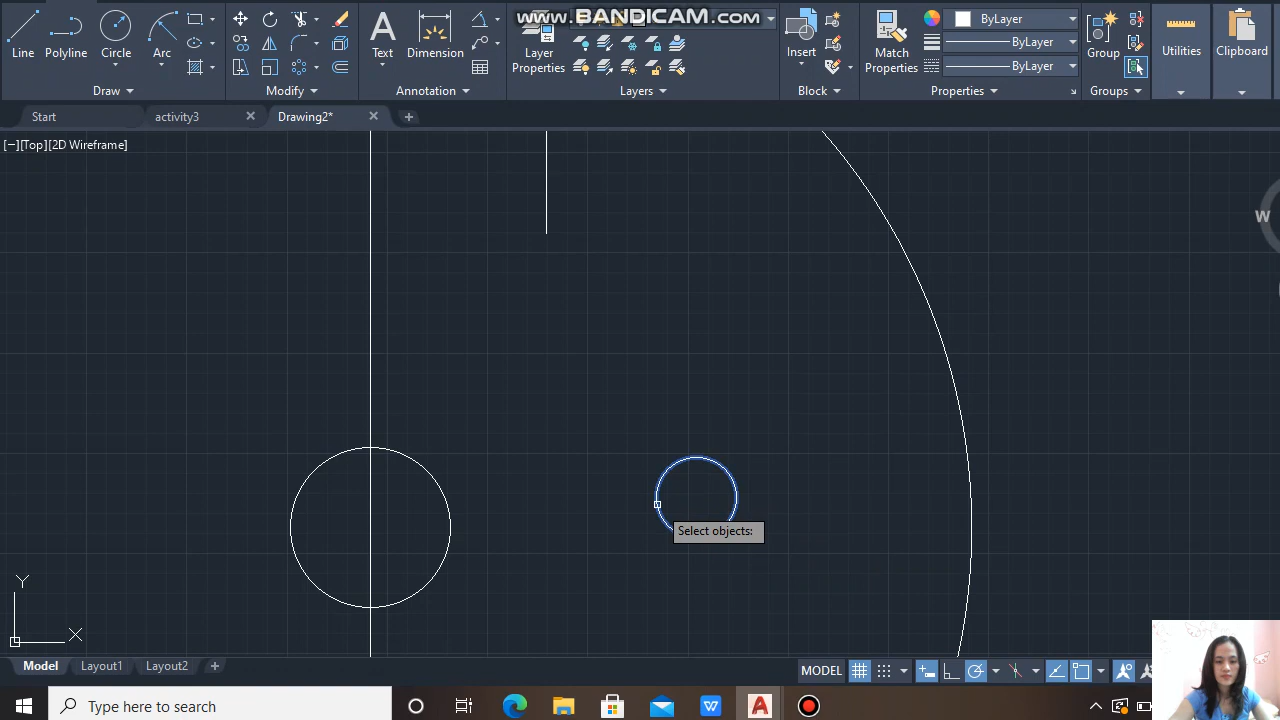 www.BANDICAM.com
Line
Polyline
Circle
Arc
Text
Dimension
Layer
Properties
Insert
Match
Properties
ByLayer
ByLayer
ByLayer
Group
Utilities
Clipboard
Draw
Modify
Annotation
Layers
Block
Properties
Groups
Start
activity3
Drawing2*
[−][Top][2D Wireframe]
W
Select objects:
Y
X
Model
Layout1
Layout2
MODEL
Type here to search